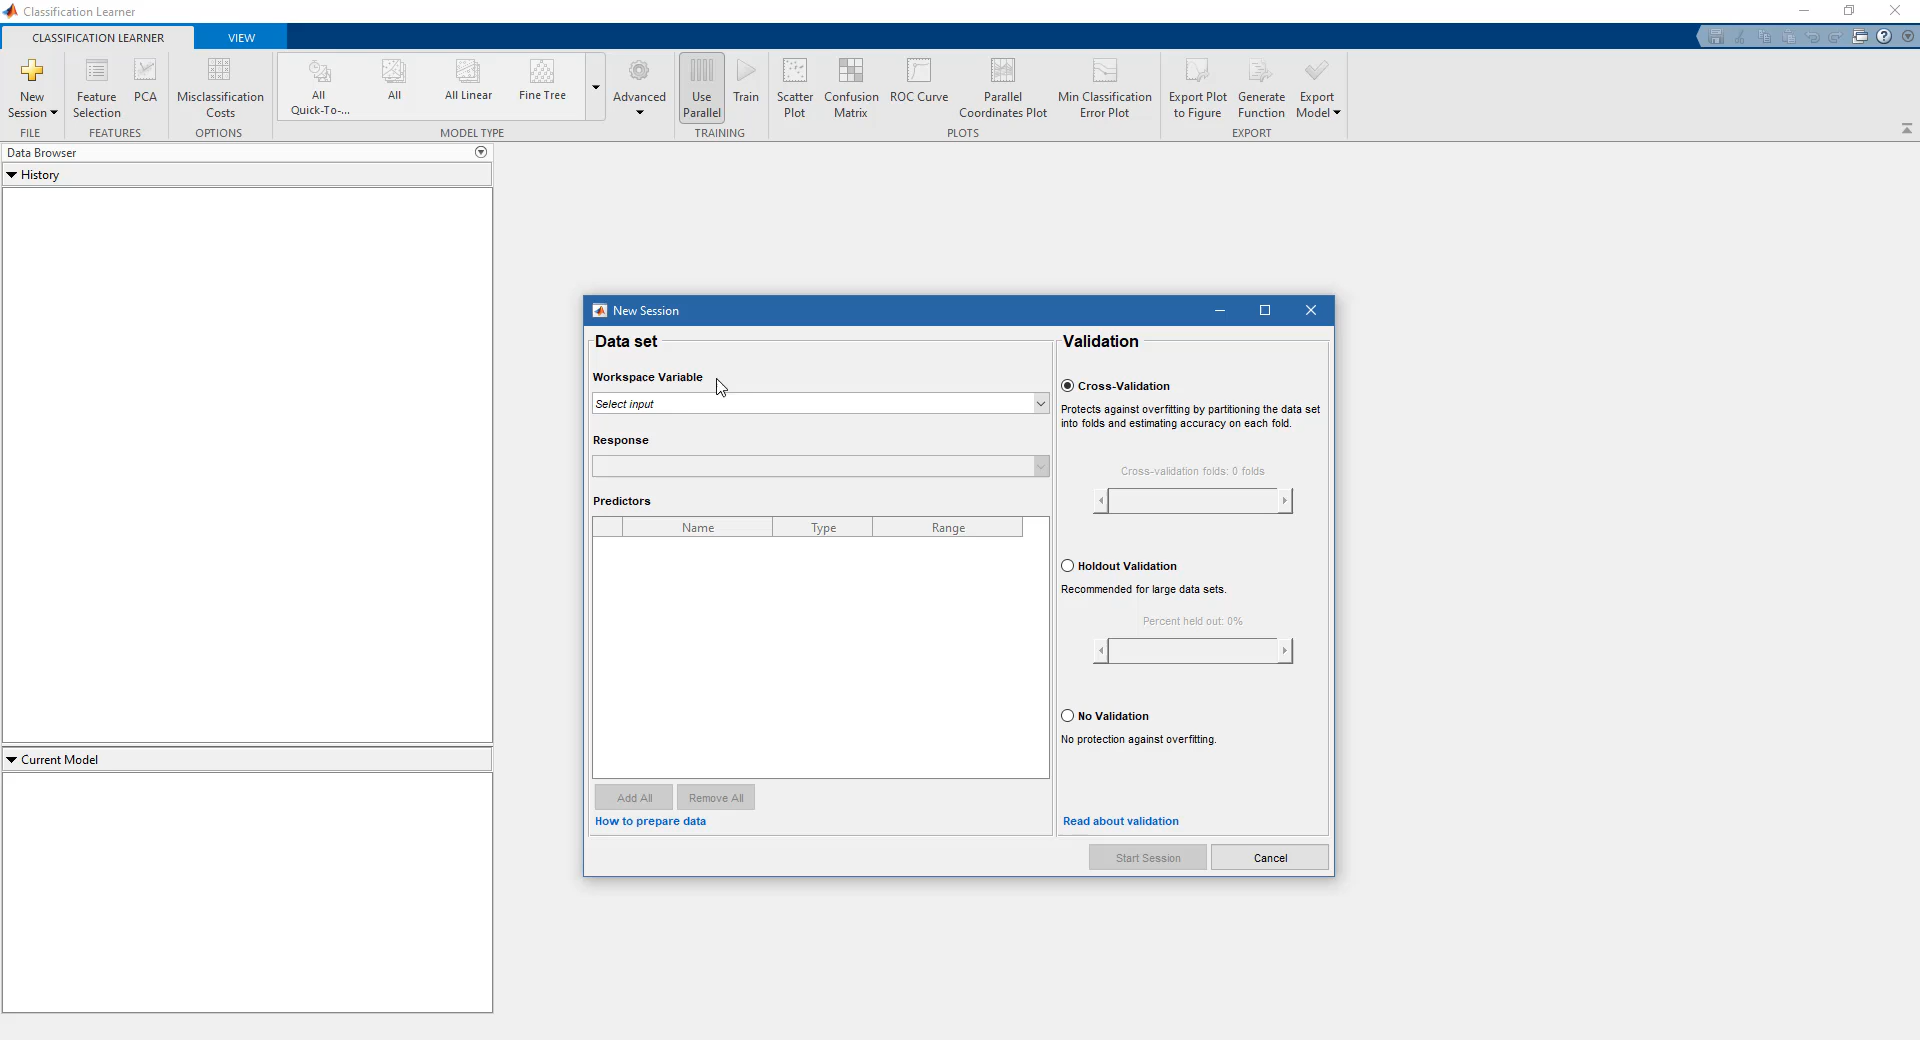 Classification Learner
CLASSIFICATION LEARNER
VIEW
New
Session
FILE
Feature
Selection
PCA
FEATURES
Misclassification
Costs
OPTIONS
All
Quick-To-...
All
All Linear
Fine Tree
MODEL TYPE
Advanced
Use
Parallel
Train
TRAINING
Scatter
Plot
Confusion
Matrix
ROC Curve
Parallel
Coordinates Plot
Min Classification
Error Plot
PLOTS
Export Plot
to Figure
Generate
Function
Export
Model
EXPORT
Data Browser
History
Current Model
New Session
Data set
Workspace Variable
Select input
Response
Predictors
Name Type Range
Add All
Remove All
How to prepare data
Validation
Cross-Validation
Protects against overfitting by partitioning the data set
into folds and estimating accuracy on each fold.
Cross-validation folds: 0 folds
Holdout Validation
Recommended for large data sets.
Percent held out: 0%
No Validation
No protection against overfitting.
Read about validation
Start Session
Cancel